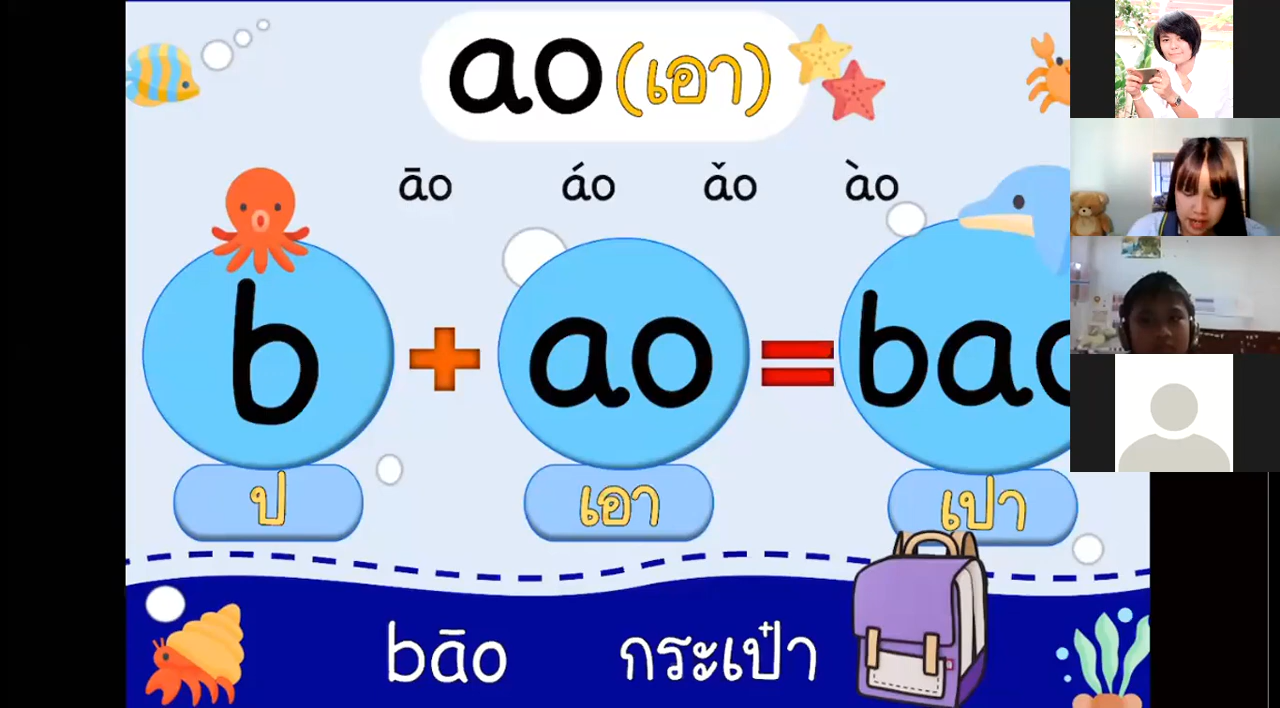 ao (เอา)
āo áo ǎo ào
b + ao = bao
ป เอา เปา
bāo กระเป๋า